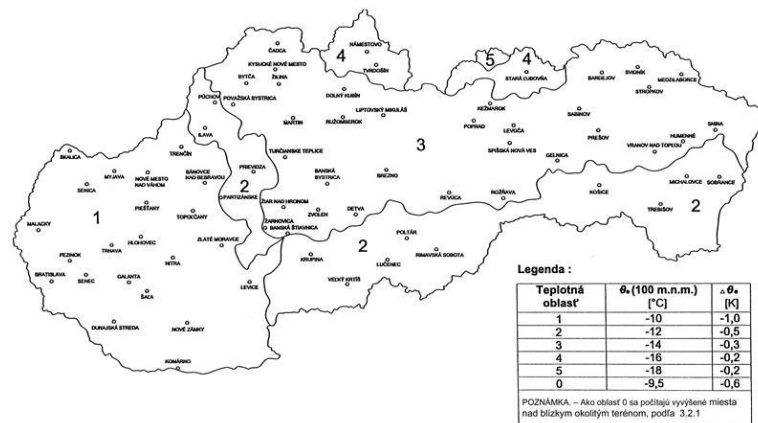 ČADCA
4
NÁMESTOVO
TVRDOŠÍN
KYSUCKÉ NOVÉ MESTO
BYTČA
ŽILINA
5
4
STARÁ ĽUBOVŇA
BARDEJOV
SVIDNÍK
MEDZILABORCE
STROPKOV
PÚCHOV
POVAŽSKÁ BYSTRICA
DOLNÝ KUBÍN
LIPTOVSKÝ MIKULÁŠ
KEŽMAROK
MARTIN
RUŽOMBEROK
POPRAD
LEVOČA
SABINOV
PREŠOV
SNINA
HUMENNÉ
VRANOV NAD TOPĽOU
ILAVA
3
SPIŠSKÁ NOVÁ VES
GELNICA
SKALICA
TRENČÍN
TURČIANSKE TEPLICE
MYJAVA
NOVÉ MESTO
NAD VÁHOM
BÁNOVCE
NAD BEBRAVOU
PRIEVIDZA
2
PARTIZÁNSKE
BANSKÁ
BYSTRICA
BREZNO
SENICA
REVÚCA
ROŽŇAVA
KOŠICE
MICHALOVCE
SOBRANCE
TREBIŠOV
2
PIEŠŤANY
TOPOĽČANY
ŽIAR NAD HRONOM
ZVOLEN
DETVA
1
MALACKY
ŽARNOVICA
BANSKÁ ŠTIAVNICA
HLOHOVEC
TRNAVA
ZLATÉ MORAVCE
2
POLTÁR
RIMAVSKÁ SOBOTA
KRUPINA
LUČENEC
PEZINOK
NITRA
BRATISLAVA
SENEC
GALANTA
ŠAĽA
LEVICE
VEĽKÝ KRTÍŠ
DUNAJSKÁ STREDA
NOVÉ ZÁMKY
KOMÁRNO
Legenda :
Teplotná oblasť θₑ (100 m.n.m.) [°C] △θₑ [K]
1 -10 -1,0
2 -12 -0,5
3 -14 -0,3
4 -16 -0,2
5 -18 -0,2
0 -9,5 -0,6
POZNÁMKA. – Ako oblasť 0 sa počítajú vyvýšené miesta
nad blízkym okolitým terénom, podľa 3.2.1